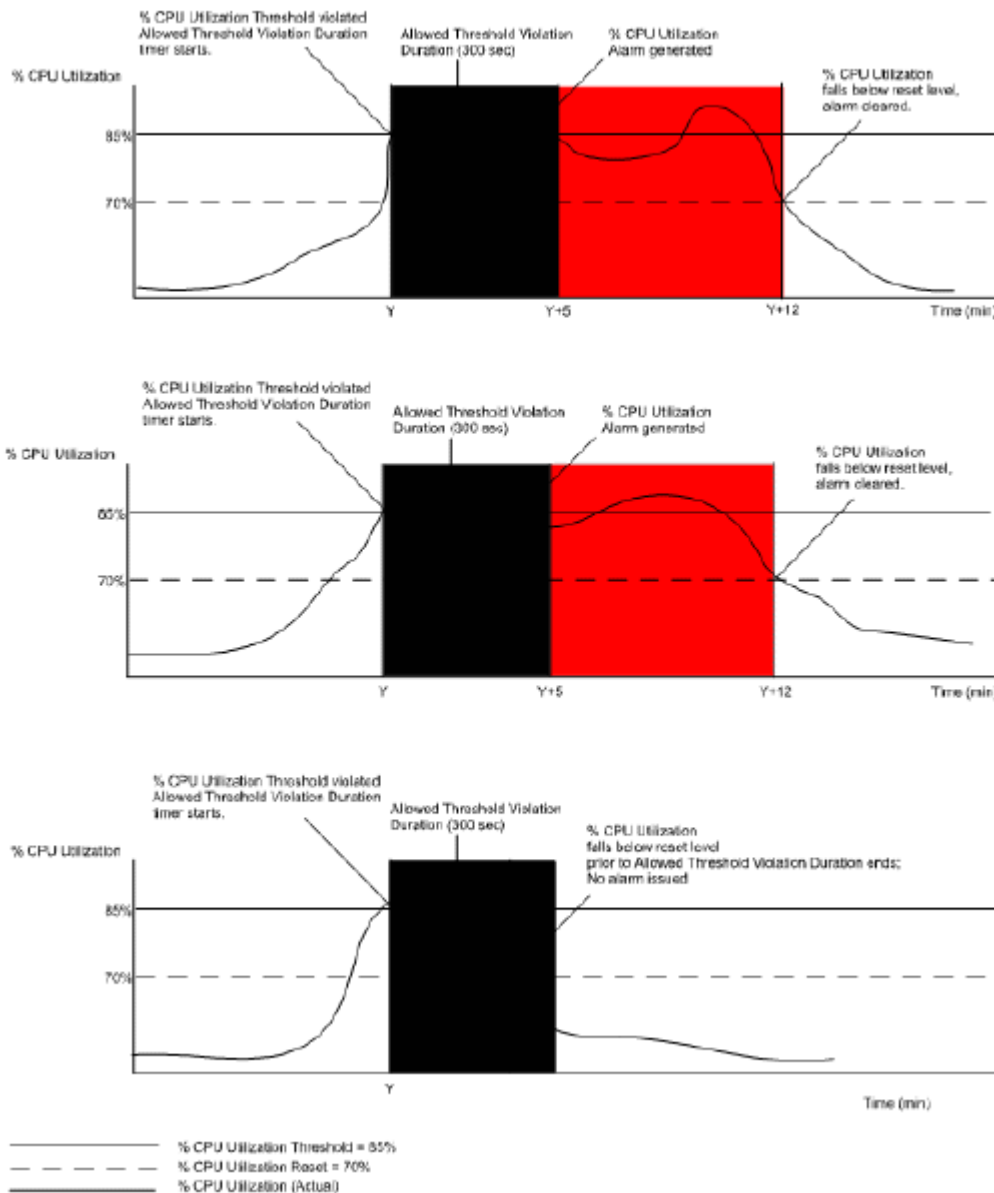 % CPU Utilization Threshold violated
Allowed Threshold Violation Duration
timer starts.
Allowed Threshold Violation
Duration (300 sec)
% CPU Utilization
Alarm generated
% CPU Utilization
falls below reset level,
alarm cleared.
% CPU Utilization
85%
70%
Y
Y+5
Y+12
Time (min)
% CPU Utilization Threshold violated
Allowed Threshold Violation Duration
timer starts.
Allowed Threshold Violation
Duration (300 sec)
% CPU Utilization
Alarm generated
% CPU Utilization
falls below reset level,
alarm cleared.
% CPU Utilization
85%
70%
Y
Y+5
Y+12
Time (min)
% CPU Utilization Threshold violated
Allowed Threshold Violation Duration
timer starts.
Allowed Threshold Violation
Duration (300 sec)
% CPU Utilization
falls below reset level
prior to Allowed Threshold Violation Duration ends;
No alarm issued
% CPU Utilization
85%
70%
Y
Time (min)
% CPU Utilization Threshold = 85%
% CPU Utilization Reset = 70%
% CPU Utilization (Actual)